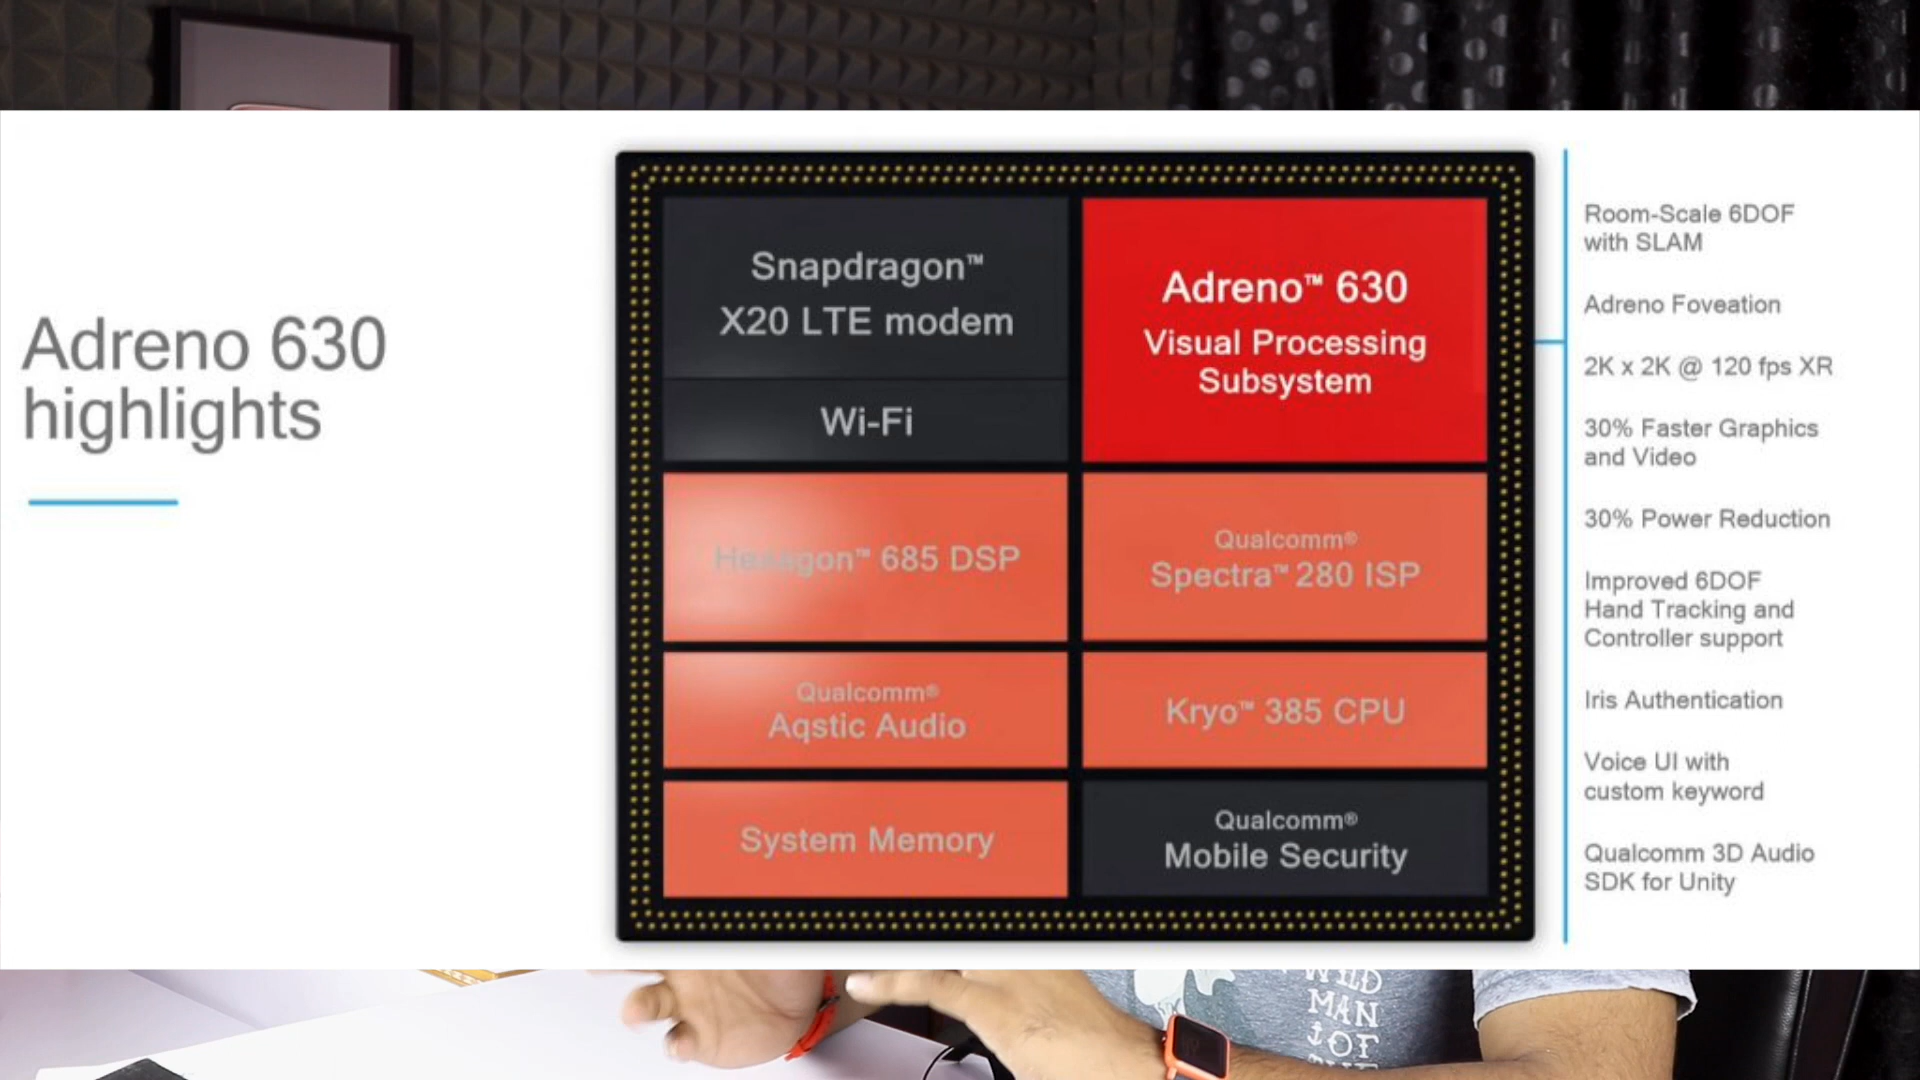 Adreno 630
highlights
Snapdragon™
X20 LTE modem
Wi-Fi
Adreno™ 630
Visual Processing
Subsystem
Hexagon™ 685 DSP
Qualcomm®
Spectra™ 280 ISP
Qualcomm®
Aqstic Audio
Kryo™ 385 CPU
System Memory
Qualcomm®
Mobile Security
Room-Scale 6DOF
with SLAM
Adreno Foveation
2K x 2K @ 120 fps XR
30% Faster Graphics
and Video
30% Power Reduction
Improved 6DOF
Hand Tracking and
Controller support
Iris Authentication
Voice UI with
custom keyword
Qualcomm 3D Audio
SDK for Unity
WILD
MAN
OF